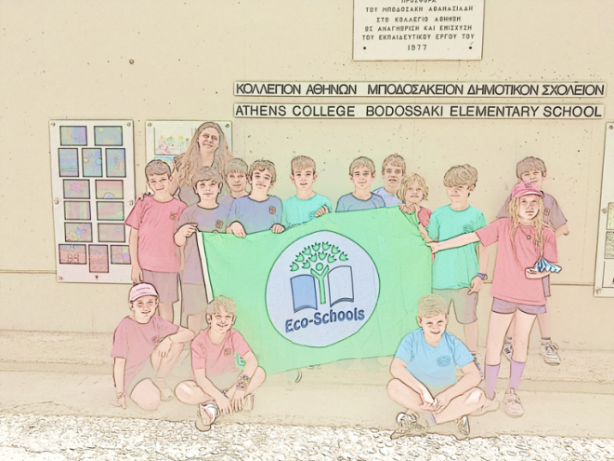 ΠΡΟΣΦΟΡΑ
ΤΟΥ ΜΠΟΔΟΣΑΚΗ ΑΘΑΝΑΣΙΑΔΗ
ΣΤΟ ΚΟΛΛΕΓΙΟ ΑΘΗΝΩΝ
ΩΣ ΑΝΑΓΝΩΡΙΣΗ ΚΑΙ ΕΝΙΣΧΥΣΗ
ΤΟΥ ΕΚΠΑΙΔΕΥΤΙΚΟΥ ΕΡΓΟΥ ΤΟΥ
1977
ΚΟΛΛΕΓΙΟΝ ΑΘΗΝΩΝ ΜΠΟΔΟΣΑΚΕΙΟΝ ΔΗΜΟΤΙΚΟΝ ΣΧΟΛΕΙΟΝ
ATHENS COLLEGE BODOSSAKI ELEMENTARY SCHOOL
Eco-Schools